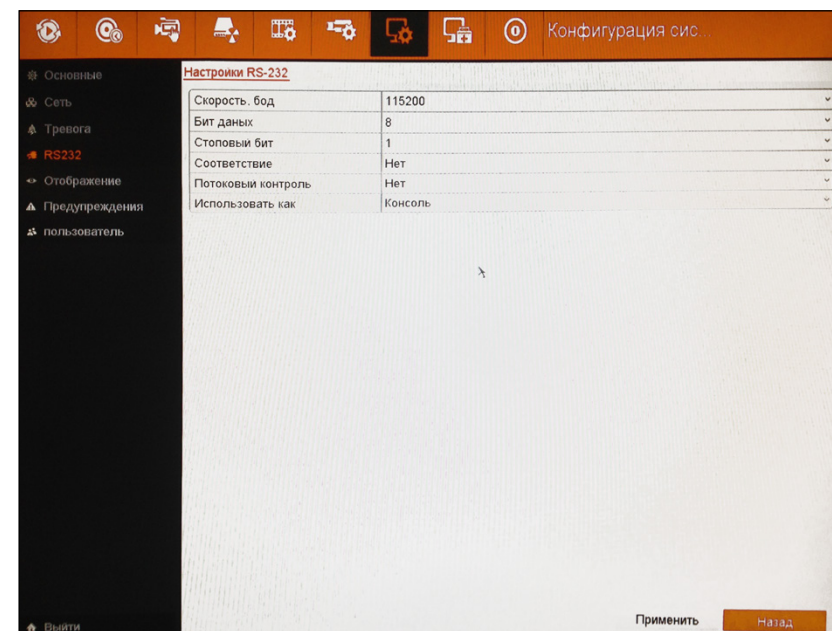 Конфигурация сис...
Основные
Сеть
Тревога
RS232
Отображение
Предупреждения
пользователь
Выйти
Настройки RS-232
Скорость. бод 115200
Бит даных 8
Стоповый бит 1
Соответствие Нет
Потоковый контроль Нет
Использовать как Консоль
Применить Назад